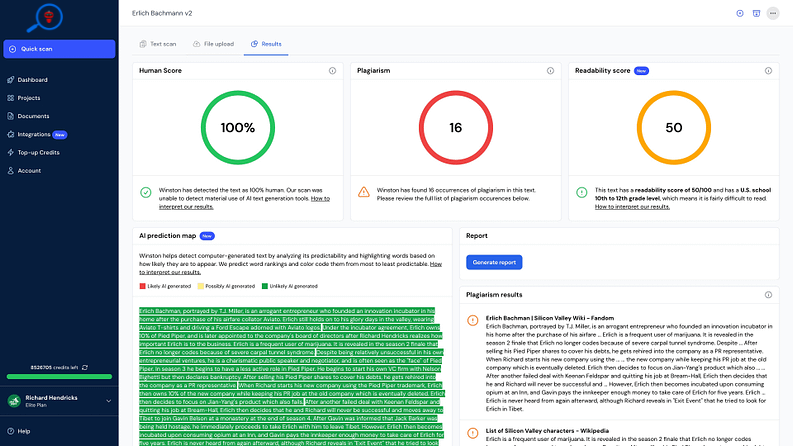 Erlich Bachmann v2
Quick scan
Text scan
File upload
Results
Dashboard
Projects
Documents
Integrations New
Top-up Credits
Account
Human Score
100%
Winston has detected the text as 100% human. Our scan was
unable to detect material use of AI text generation tools. How to
interpret our results.
Plagiarism
16
Winston has found 16 occurrences of plagiarism in this text.
Please review the full list of plagiarism occurrences below.
Readability score New
50
This text has a readability score of 50/100 and has a U.S. school
10th to 12th grade level, which means it is fairly difficult to read.
How to interpret our results.
AI prediction map New
Winston helps detect computer-generated text by analyzing its predictability and highlighting words based on
how likely they are to appear. We predict word rankings and color code them from most to least predictable. How
to interpret our results.
Likely AI generated
Possibly AI generated
Unlikely AI generated
Erlich Bachman, portrayed by T.J. Miller, is an arrogant entrepreneur who founded an innovation incubator in his
home after the purchase of his airfare collator Aviato. Erlich still holds on to his glory days in the valley, wearing
Aviato T-shirts and driving a Ford Escape adorned with Aviato logos. Under the incubator agreement, Erlich owns
10% of Pied Piper, and is later appointed to the company's board of directors after Richard Hendricks realizes how
important Erlich is to the business. Erlich is a frequent user of marijuana. It is revealed in the season 2 finale that
Erlich no longer codes because of severe carpal tunnel syndrome. Despite being relatively unsuccessful in his own
entrepreneurial ventures, he is a charismatic public speaker and negotiator, and is often seen as the 'face' of Pied
Piper. In season 3 he begins to have a less active role in Pied Piper. He begins to start his own VC firm with Nelson
Bighetti but then declares bankruptcy. After selling his Pied Piper shares to cover his debt, he gets rehired into
the company as a PR representative. When Richard starts his new company using the Pied Piper trademark, Erlich
then owns 10% of the new company while keeping his PR job at the old company which is eventually deleted. Erlich
then decides to focus on Jian-Yang's product which also fails. After another failed deal with Keenan Feldspar and
quitting his job at Bream-Hall, Erlich then decides that he and Richard will never be successful and moves away to
Tibet to join Gavin Belson at a monastery at the end of season 4. After Gavin was informed that Jack Barker was
being held hostage, he immediately attempted to take Erlich with him to leave Tibet. However, Erlich then becomes
incapacitated upon consuming opium at an Inn, and Gavin pays the innkeeper enough money to take care of Erlich for
five years. Erlich is never heard from again afterward, although Richard reveals in "Exit Event" that he tried to look
Report
Generate report
Plagiarism results
Erlich Bachman | Silicon Valley Wiki - Fandom
Erlich Bachman, portrayed by T.J. Miller, is an arrogant entrepreneur who founded an innovation incubator in
his home after the purchase of his airfare ... Erlich is a frequent user of marijuana. It is revealed in the
season 2 finale that Erlich no longer codes because of severe carpal tunnel syndrome. Despite ... After
selling his Pied Piper shares to cover his debt, he gets rehired into the company as a PR representative.
When Richard starts his new company using the Pied Piper ... ... the new company while keeping his PR job at the old
company which is eventually deleted. Erlich then decides to focus on Jian-Yang's product which also ... ...
and Richard will never be successful and ... However, Erlich then becomes incapacitated upon consuming
opium at an Inn, and Gavin pays the innkeeper enough money to take care of Erlich for five years. Erlich is
never heard from again afterward, although Richard reveals in "Exit Event" that he tried to look for Erlich
in Tibet.
List of Silicon Valley characters - Wikipedia
Erlich is a frequent user of marijuana. It is revealed in the season 2 finale that Erlich no longer codes
because of severe carpal tunnel syndrome. Despite being relatively unsuccessful in his own
8526705 credits left
Richard Hendricks
Elite Plan
Help